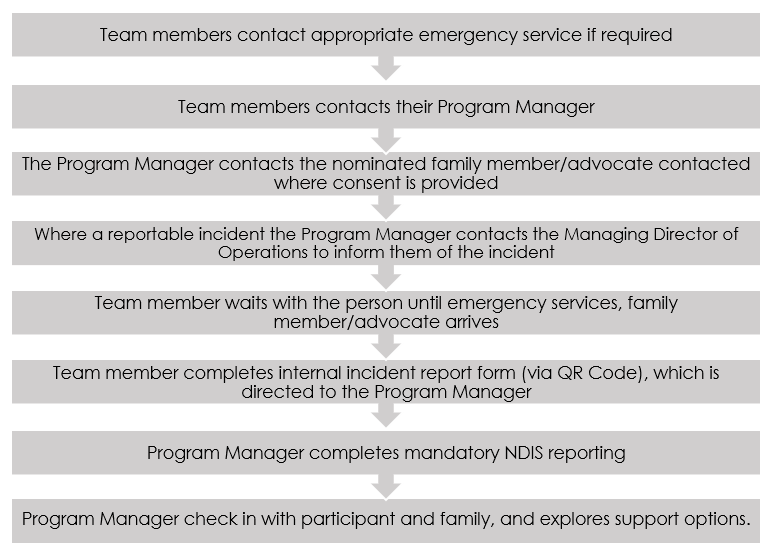 Team members contact appropriate emergency service if required
Team members contacts their Program Manager
The Program Manager contacts the nominated family member/advocate contacted
where consent is provided
Where a reportable incident the Program Manager contacts the Managing Director of
Operations to inform them of the incident
Team member waits with the person until emergency services, family
member/advocate arrives
Team member completes internal incident report form (via QR Code), which is
directed to the Program Manager
Program Manager completes mandatory NDIS reporting
Program Manager check in with participant and family, and explores support options.